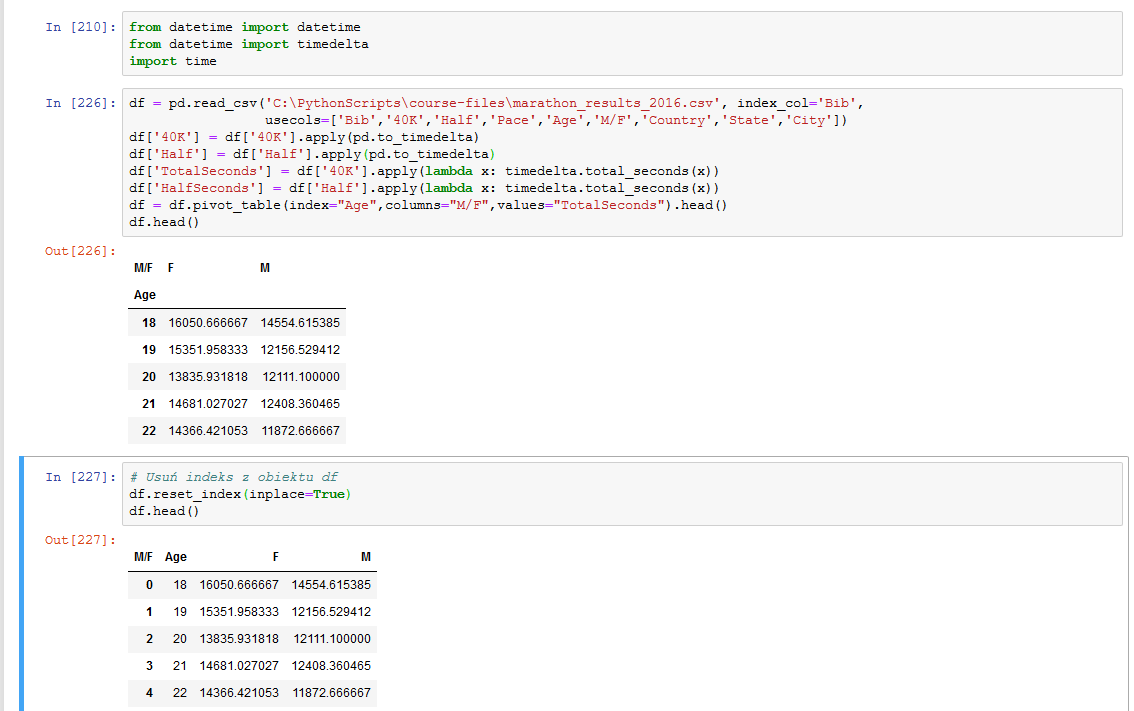 In [210]: from datetime import datetime
from datetime import timedelta
import time
In [226]: df = pd.read_csv('C:\PythonScripts\course-files\marathon_results_2016.csv', index_col='Bib',
usecols=['Bib','40K','Half','Pace','Age','M/F','Country','State','City'])
df['40K'] = df['40K'].apply(pd.to_timedelta)
df['Half'] = df['Half'].apply(pd.to_timedelta)
df['TotalSeconds'] = df['40K'].apply(lambda x: timedelta.total_seconds(x))
df['HalfSeconds'] = df['Half'].apply(lambda x: timedelta.total_seconds(x))
df = df.pivot_table(index="Age",columns="M/F",values="TotalSeconds").head()
df.head()
Out[226]:
M/F F M
Age
18 16050.666667 14554.615385
19 15351.958333 12156.529412
20 13835.931818 12111.100000
21 14681.027027 12408.360465
22 14366.421053 11872.666667
In [227]: # Usuń indeks z obiektu df
df.reset_index(inplace=True)
df.head()
Out[227]:
M/F Age F M
0 18 16050.666667 14554.615385
1 19 15351.958333 12156.529412
2 20 13835.931818 12111.100000
3 21 14681.027027 12408.360465
4 22 14366.421053 11872.666667